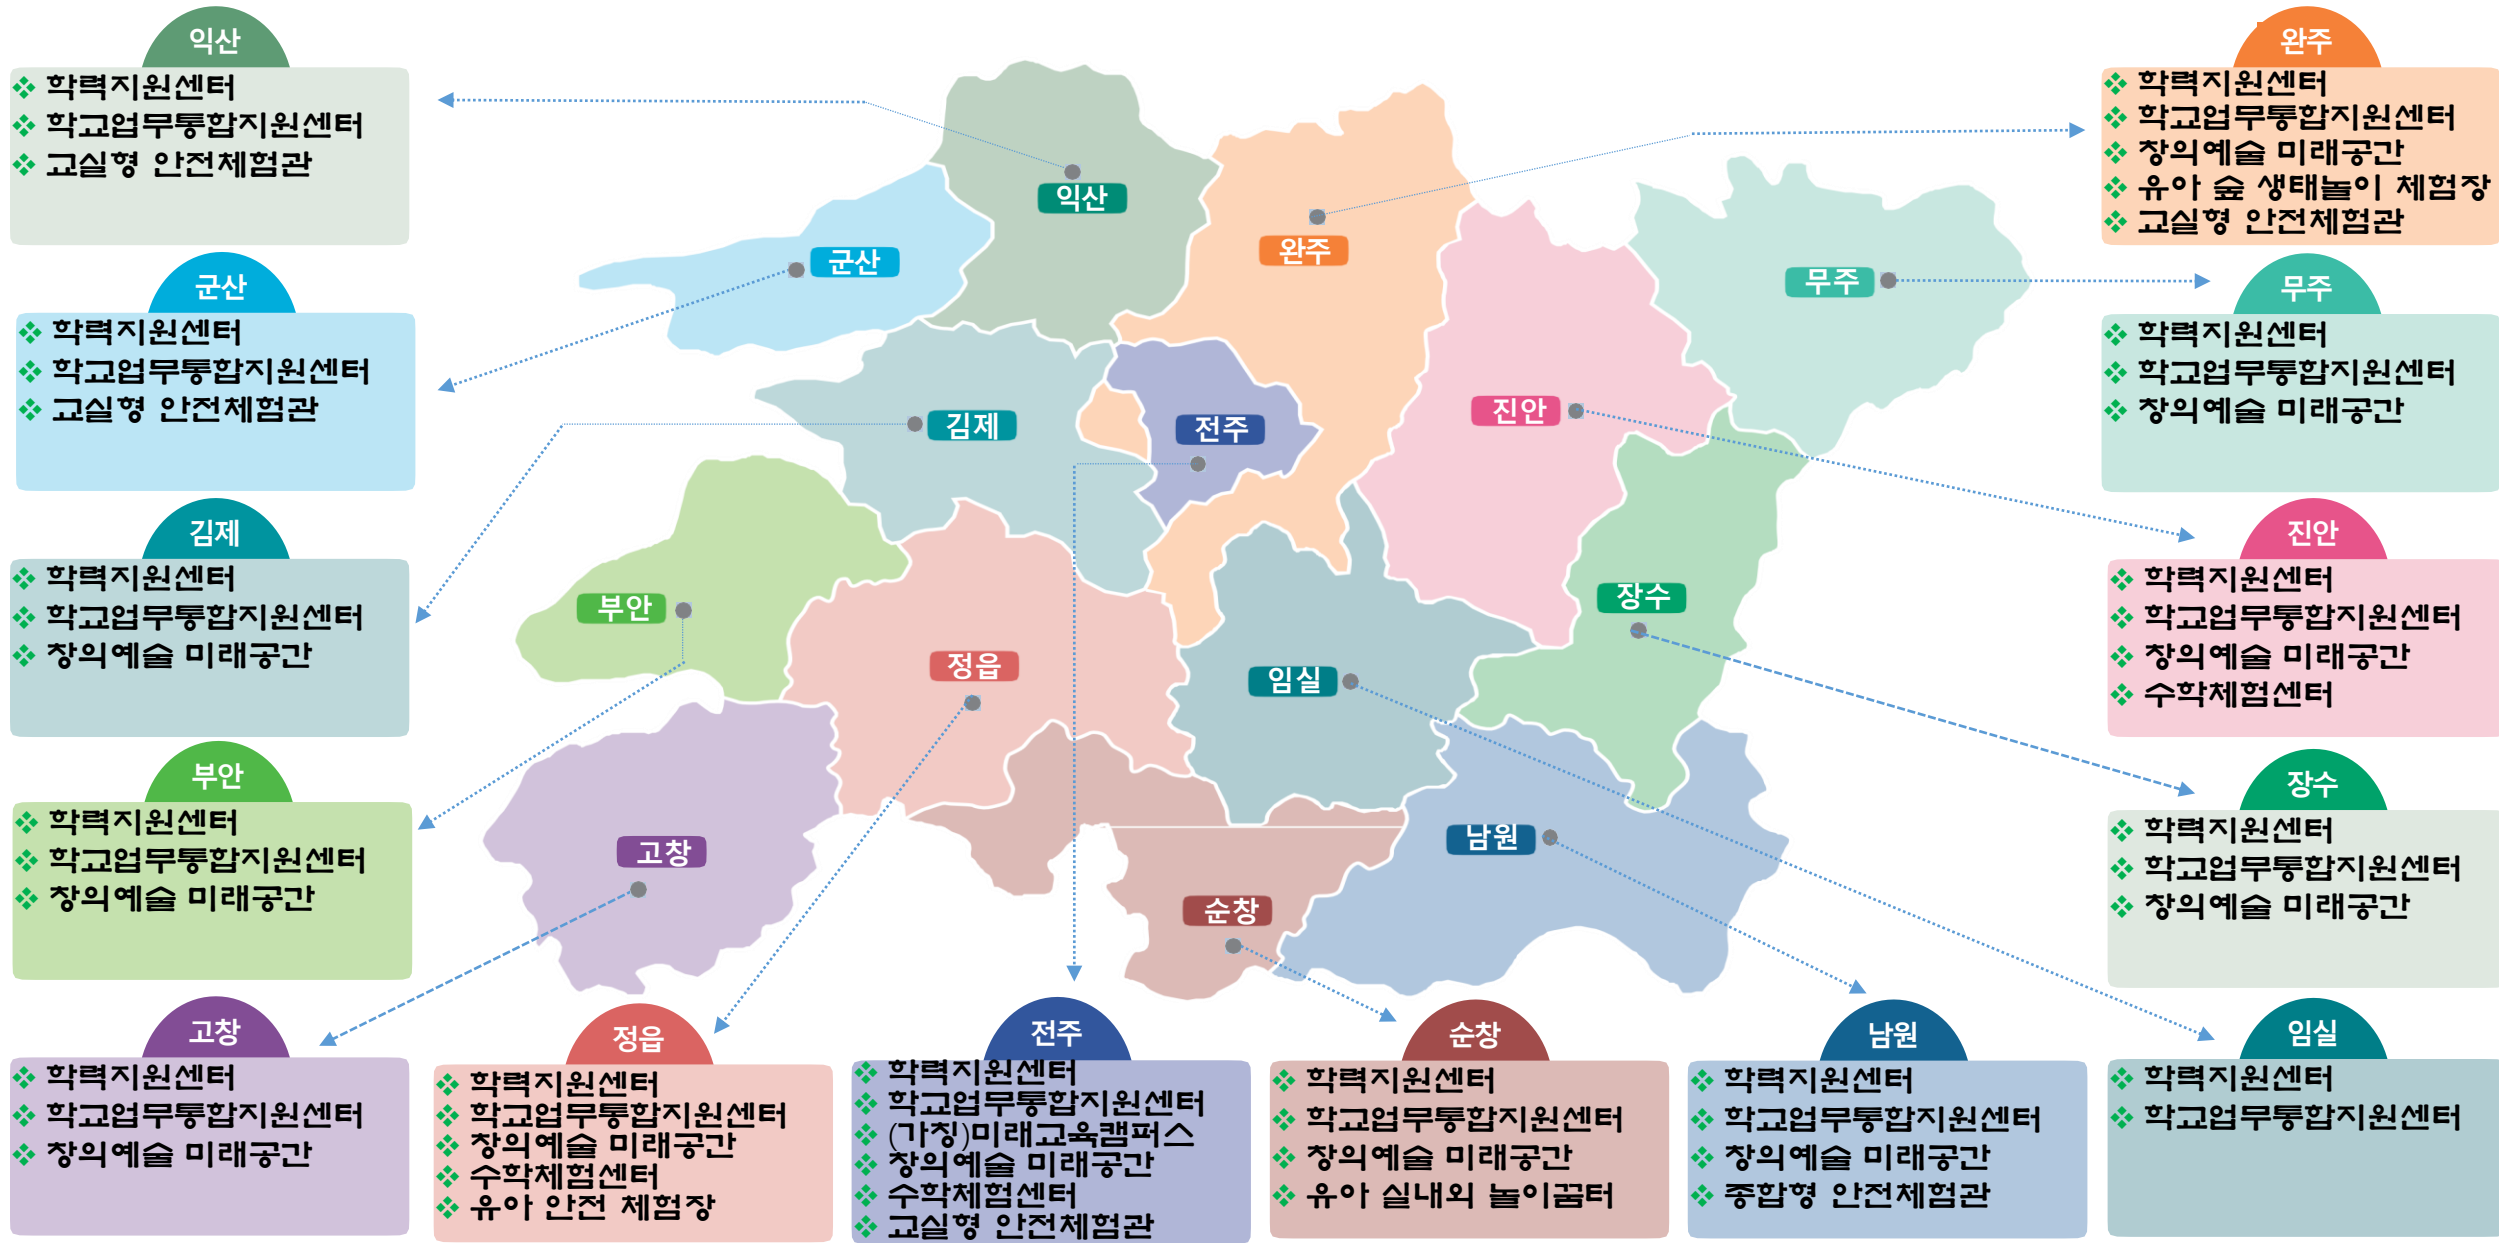 익산
❖ 학력지원센터
❖ 학교업무통합지원센터
❖ 교실형 안전체험관
군산
❖ 학력지원센터
❖ 학교업무통합지원센터
❖ 교실형 안전체험관
김제
❖ 학력지원센터
❖ 학교업무통합지원센터
❖ 창의예술 미래공간
부안
❖ 학력지원센터
❖ 학교업무통합지원센터
❖ 창의예술 미래공간
고창
❖ 학력지원센터
❖ 학교업무통합지원센터
❖ 창의예술 미래공간
정읍
❖ 학력지원센터
❖ 학교업무통합지원센터
❖ 창의예술 미래공간
❖ 수학체험센터
❖ 유아 안전 체험장
전주
❖ 학력지원센터
❖ 학교업무통합지원센터
❖ (가칭)미래교육캠퍼스
❖ 창의예술 미래공간
❖ 수학체험센터
❖ 교실형 안전체험관
순창
❖ 학력지원센터
❖ 학교업무통합지원센터
❖ 창의예술 미래공간
❖ 유아 실내외 놀이꿈터
남원
❖ 학력지원센터
❖ 학교업무통합지원센터
❖ 창의예술 미래공간
❖ 종합형 안전체험관
임실
❖ 학력지원센터
❖ 학교업무통합지원센터
완주
❖ 학력지원센터
❖ 학교업무통합지원센터
❖ 창의예술 미래공간
❖ 유아 숲 생태놀이 체험장
❖ 교실형 안전체험관
무주
❖ 학력지원센터
❖ 학교업무통합지원센터
❖ 창의예술 미래공간
진안
❖ 학력지원센터
❖ 학교업무통합지원센터
❖ 창의예술 미래공간
❖ 수학체험센터
장수
❖ 학력지원센터
❖ 학교업무통합지원센터
❖ 창의예술 미래공간
익산
완주
군산
무주
김제
전주
진안
부안
장수
정읍
임실
고창
남원
순창